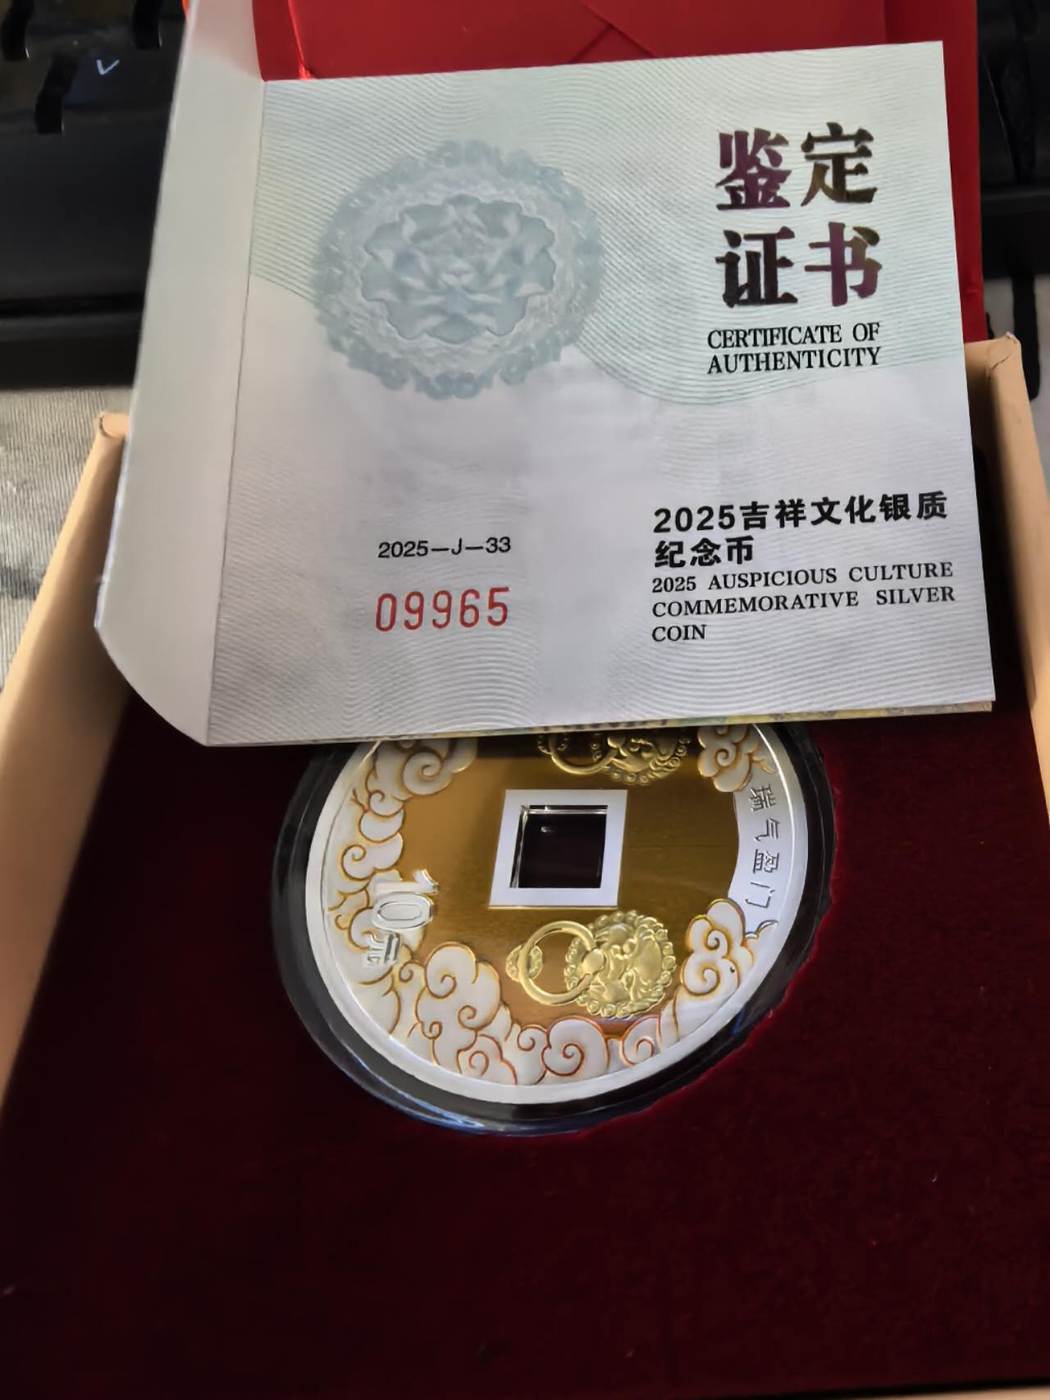 鉴定
证书
CERTIFICATE OF
AUTHENTICITY
2025吉祥文化银质
纪念币
2025 AUSPICIOUS CULTURE
COMMEMORATIVE SILVER
COIN
2025—J—33
09965
瑞气盈门
10元
V